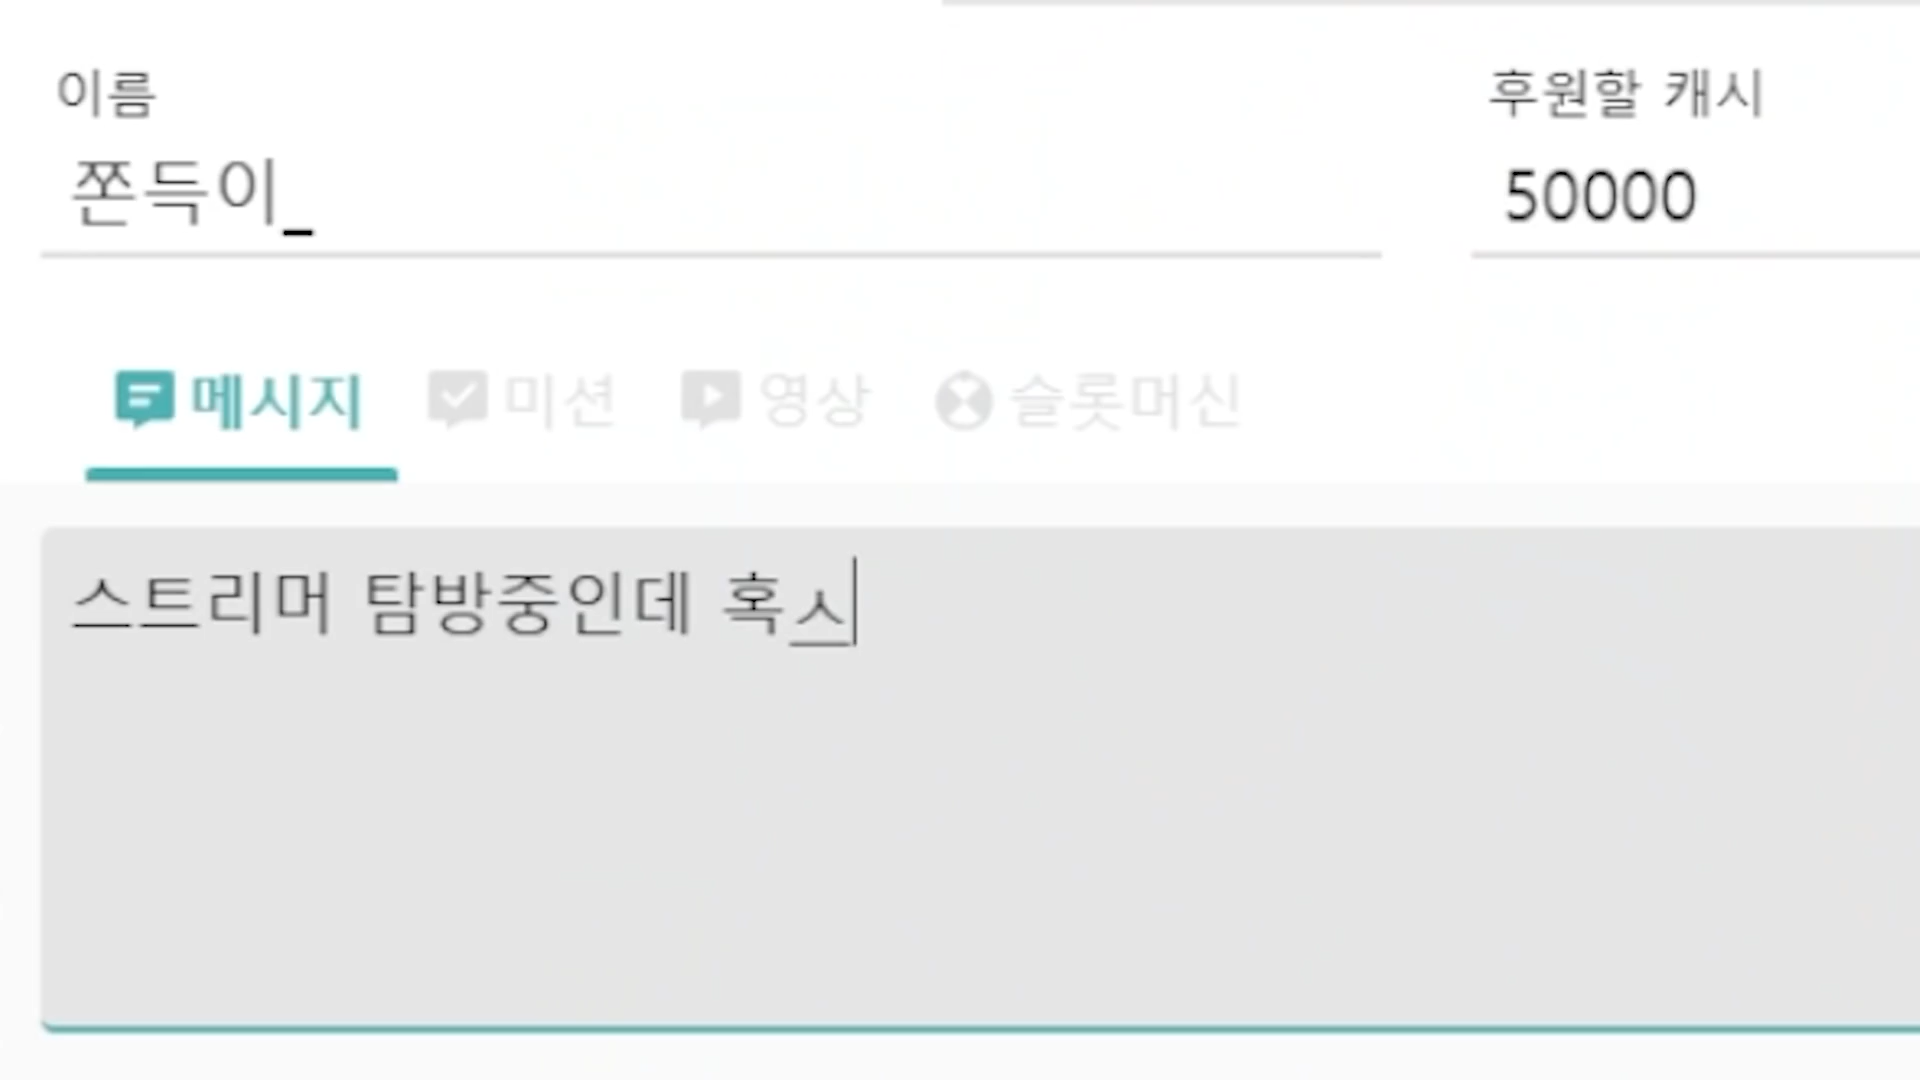 이름
후원할 캐시
쫀득이_
50000
메시지 미션 영상 슬롯머신
스트리머 탐방중인데 혹ㅅ